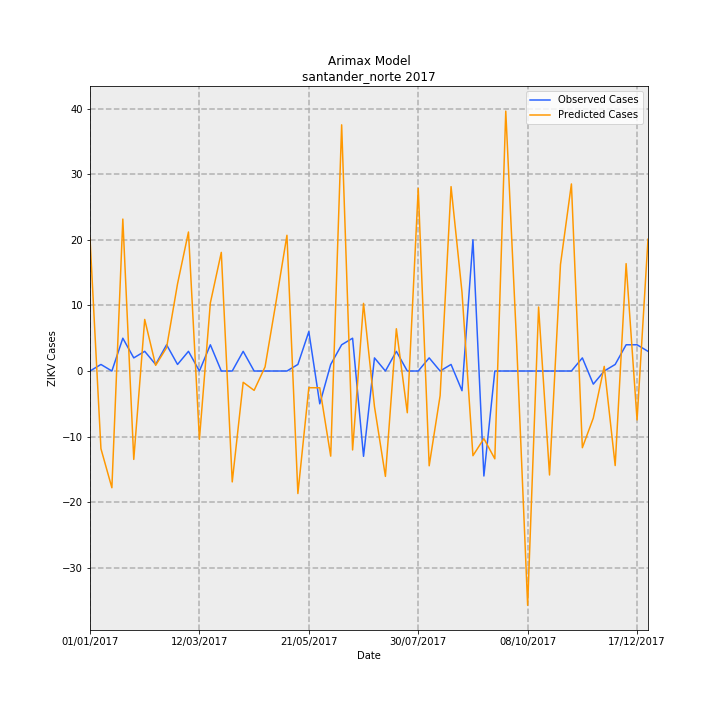 Arimax Model
santander_norte 2017
Observed Cases
Predicted Cases
40
30
20
10
0
−10
−20
−30
ZIKV Cases
01/01/2017 12/03/2017 21/05/2017 30/07/2017 08/10/2017 17/12/2017
Date